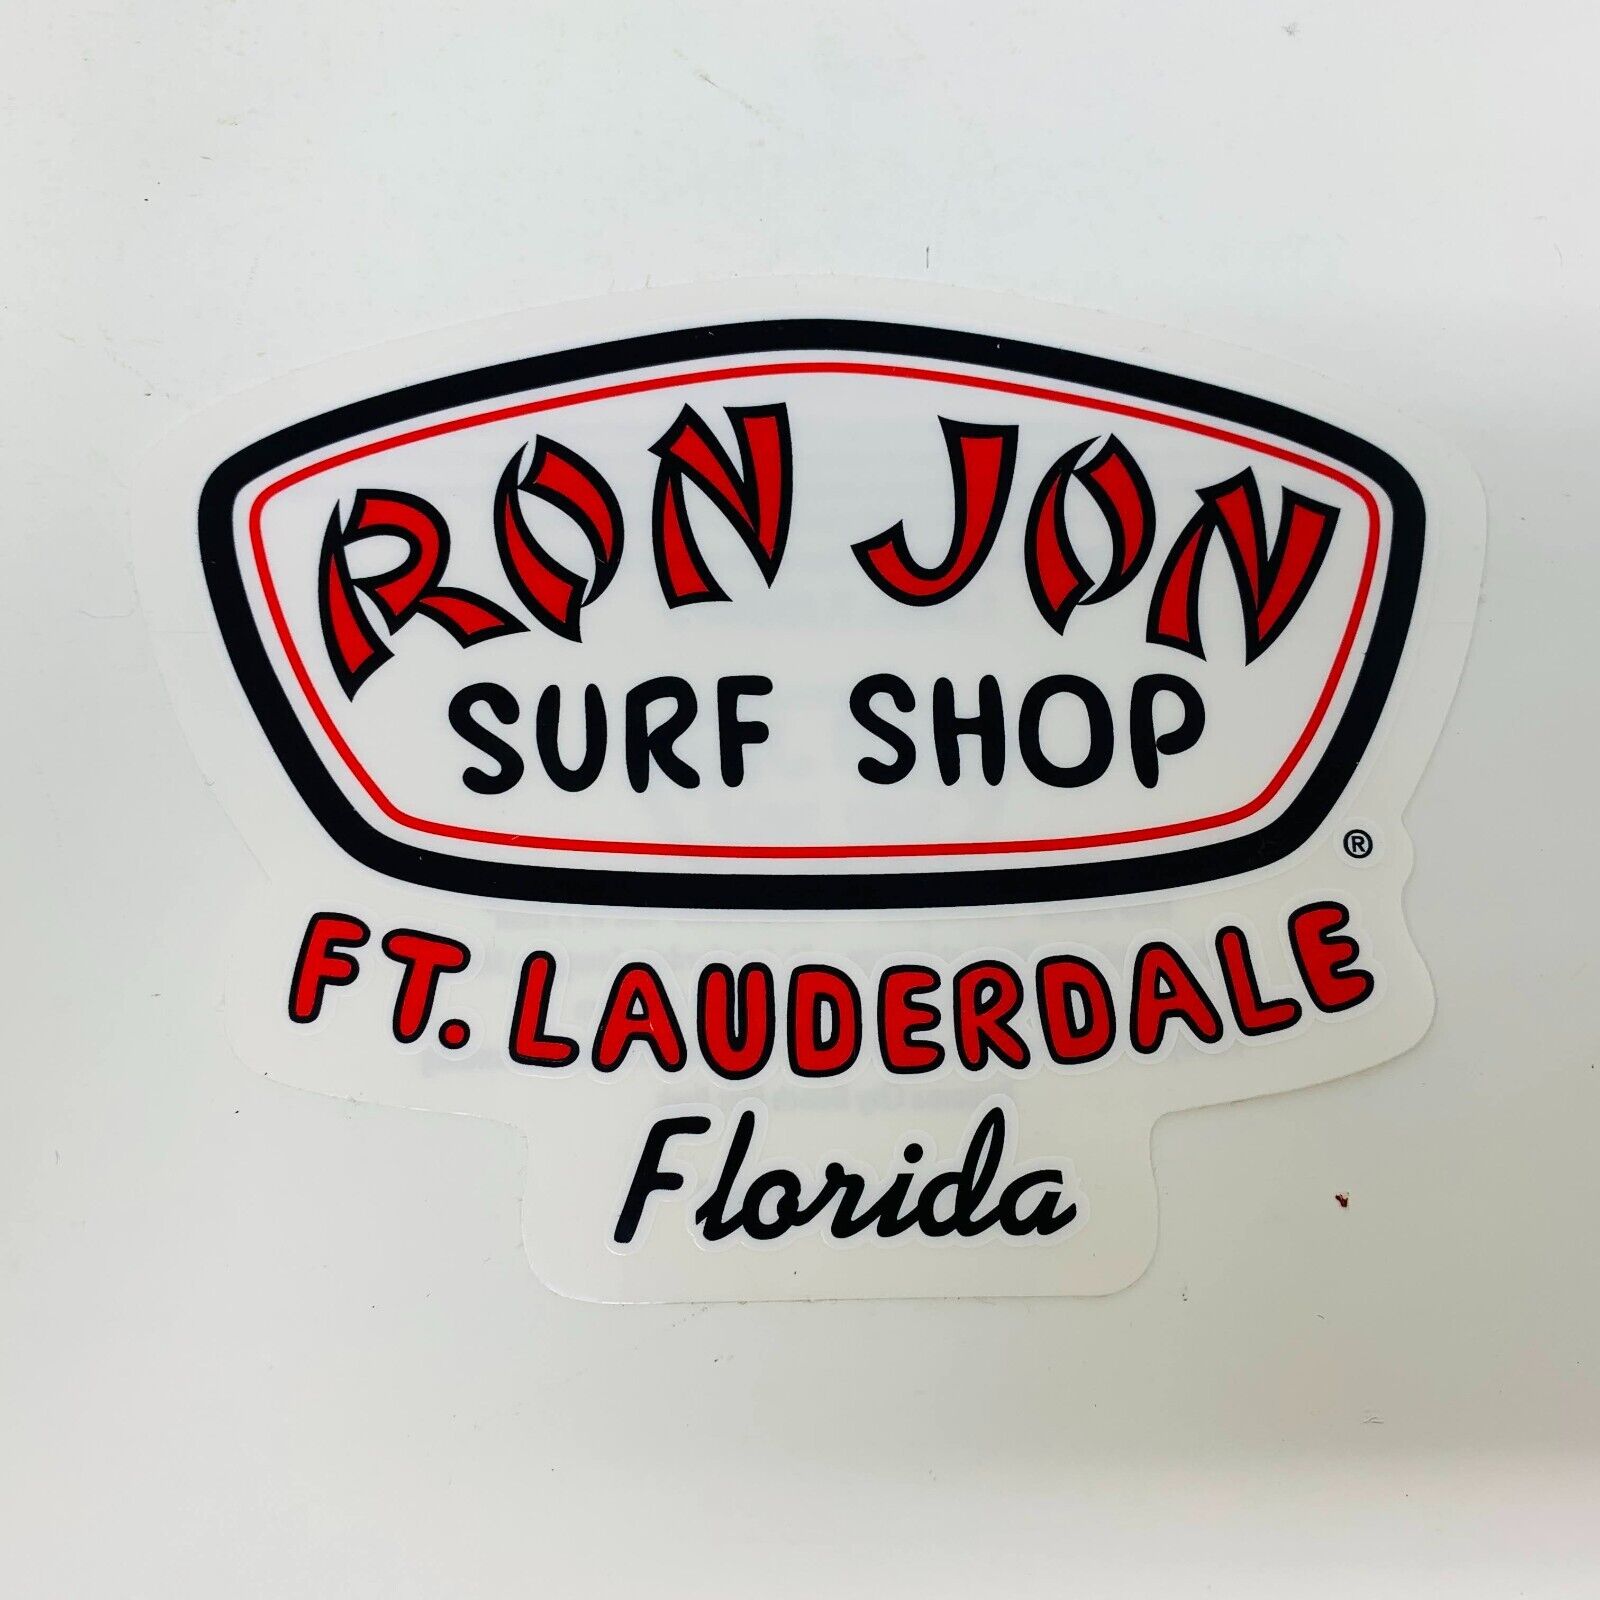 RON JON
SURF SHOP
®
FT. LAUDERDALE
Florida